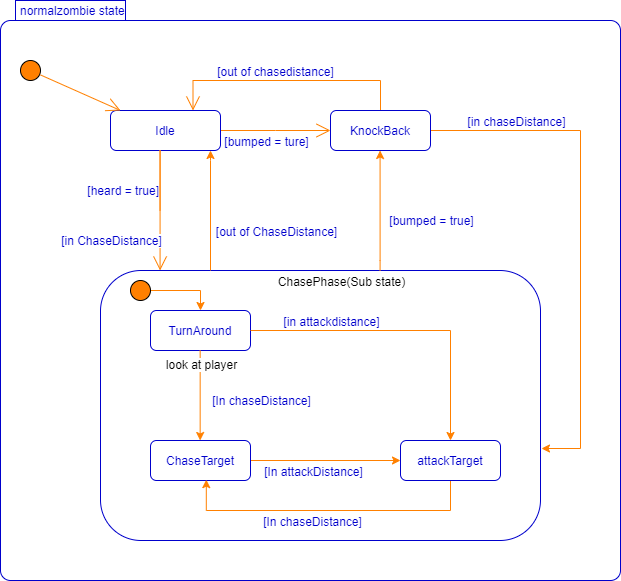 normalzombie state
[out of chasedistance]
Idle
KnockBack
[in chaseDistance]
[bumped = ture]
[heard = true]
[bumped = true]
[out of ChaseDistance]
[in ChaseDistance]
ChasePhase(Sub state)
TurnAround
[in attackdistance]
look at player
[In chaseDistance]
ChaseTarget
attackTarget
[In attackDistance]
[In chaseDistance]